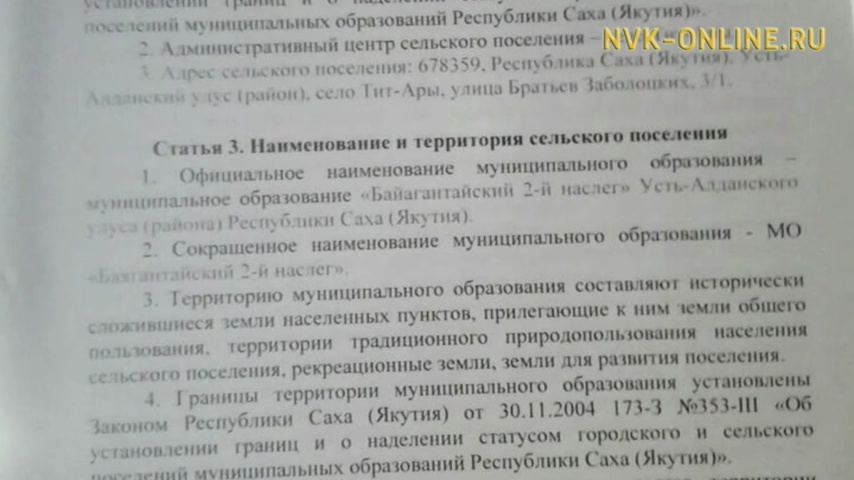 установлении границ и о наделении
поселений муниципальных образований Республики Саха (Якутия)».
NVK-ONLINE.RU
2. Административный центр сельского поселения –
3. Адрес сельского поселения: 678359, Республика Саха (Якутия), Усть-
Алданский улус (район), село Тит-Ары, улица Братьев Заболоцких, 3/1.
Статья 3. Наименование и территория сельского поселения
1. Официальное наименование муниципального образования –
муниципальное образование «Байагантайский 2-й наслег» Усть-Алданского
улуса (района) Республики Саха (Якутия).
2. Сокращенное наименование муниципального образования - МО
2-й наслег».
3. Территорию муниципального образования составляют исторически
сложившиеся земли населенных пунктов, прилегающие к ним земли общего
пользования, территории традиционного природопользования населения
сельского поселения, рекреационные земли, земли для развития поселения.
4. Границы территории муниципального образования установлены
Законом Республики Саха (Якутия) от 30.11.2004 173-З №353-III «Об
установлении границ и о наделении статусом городского и сельского
поселений муниципальных образований Республики Саха (Якутия)».
территории